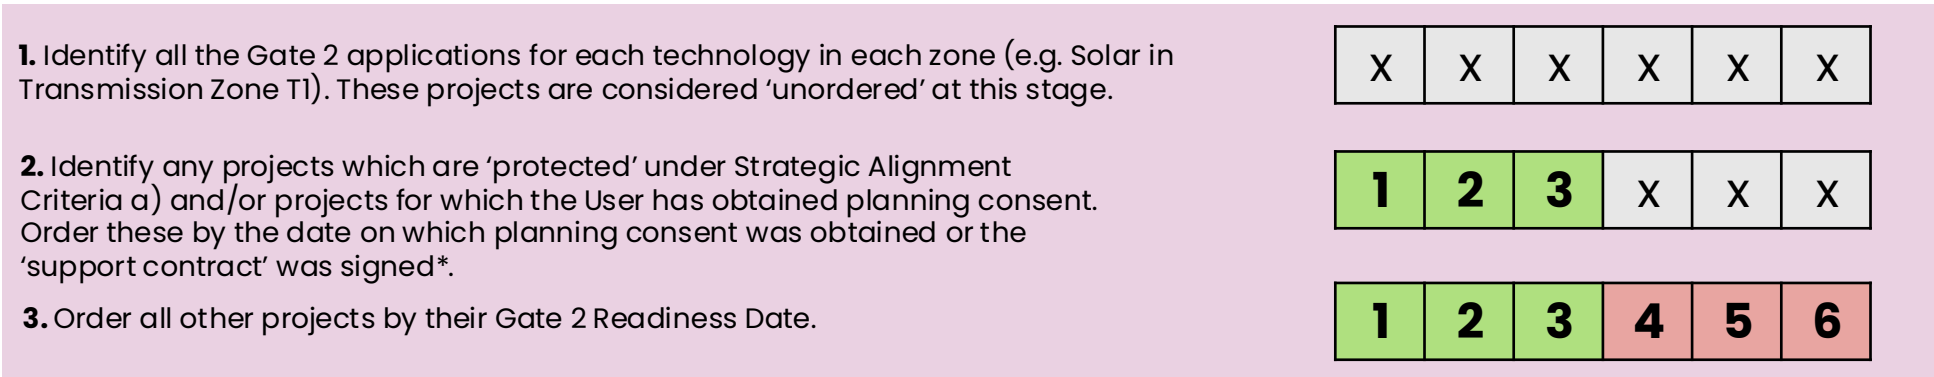 1. Identify all the Gate 2 applications for each technology in each zone (e.g. Solar in
Transmission Zone T1). These projects are considered ‘unordered’ at this stage.
x x x x x x
2. Identify any projects which are ‘protected’ under Strategic Alignment
Criteria a) and/or projects for which the User has obtained planning consent.
Order these by the date on which planning consent was obtained or the
‘support contract’ was signed*.
1 2 3 x x x
3. Order all other projects by their Gate 2 Readiness Date.
1 2 3 4 5 6